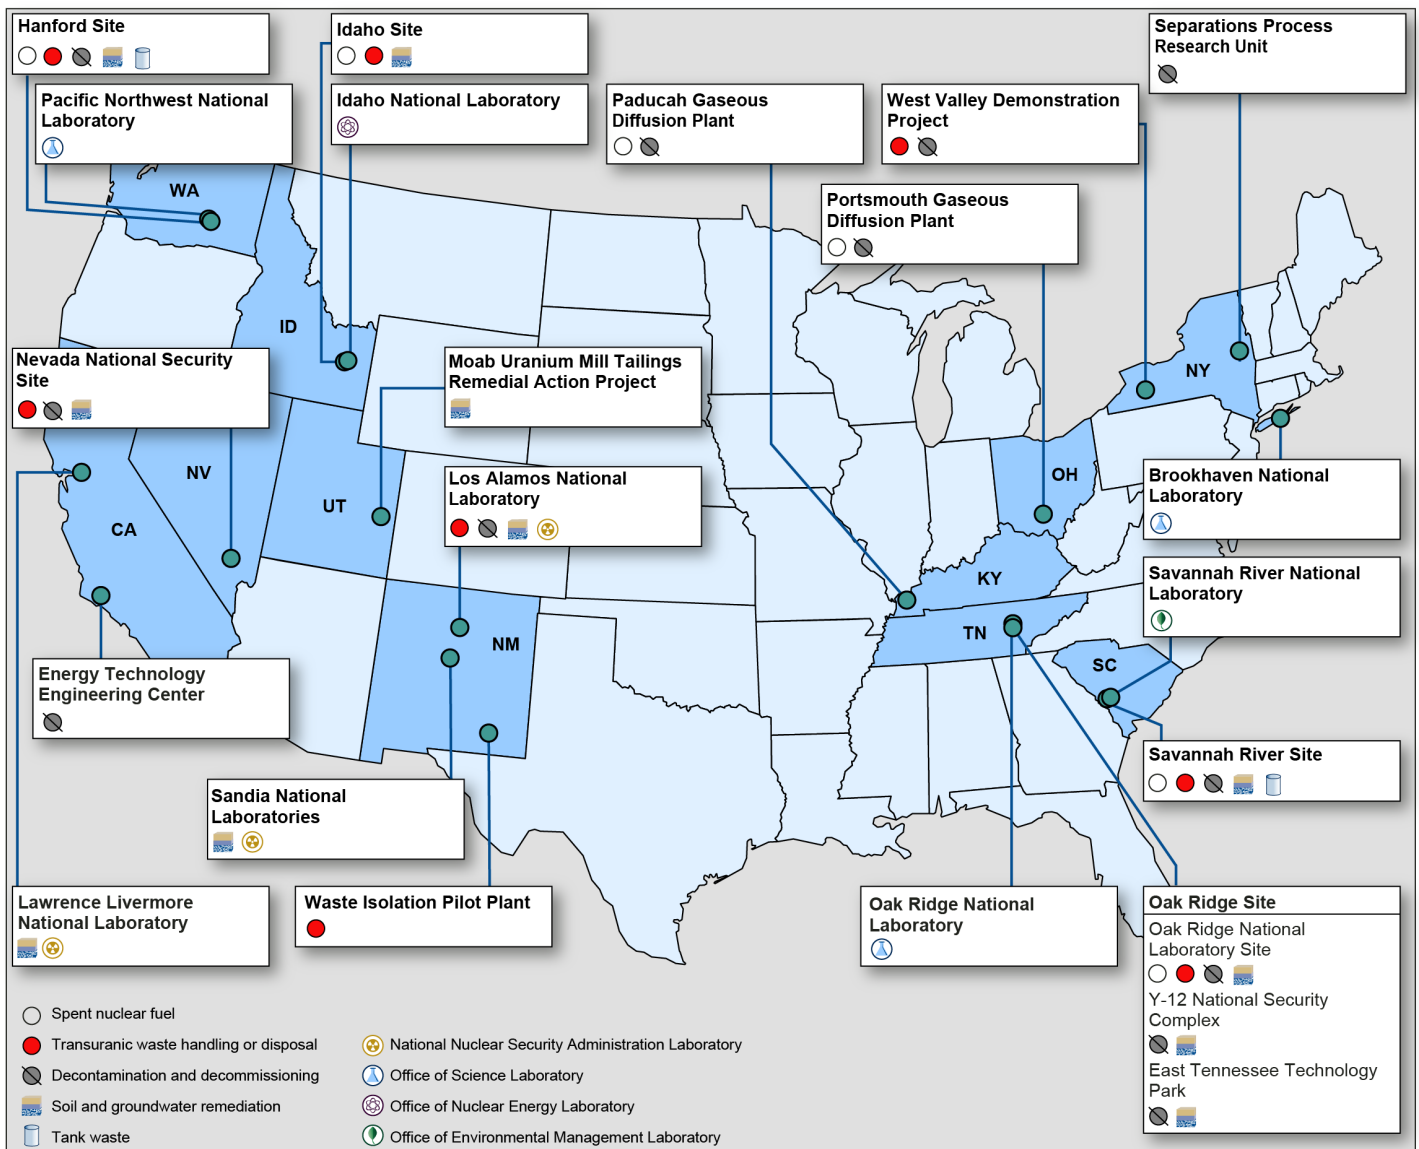 Hanford Site
Idaho Site
Separations Process
Research Unit
Pacific Northwest National
Laboratory
Idaho National Laboratory
Paducah Gaseous
Diffusion Plant
West Valley Demonstration
Project
Portsmouth Gaseous
Diffusion Plant
WA
ID
NY
Nevada National Security
Site
Moab Uranium Mill Tailings
Remedial Action Project
NV
UT
CA
OH
Los Alamos National
Laboratory
Brookhaven National
Laboratory
KY
TN
NM
SC
Savannah River National
Laboratory
Energy Technology
Engineering Center
Savannah River Site
Sandia National
Laboratories
Lawrence Livermore
National Laboratory
Waste Isolation Pilot Plant
Oak Ridge National
Laboratory
Oak Ridge Site
Oak Ridge National
Laboratory Site
Y-12 National Security
Complex
East Tennessee Technology
Park
Spent nuclear fuel
Transuranic waste handling or disposal
Decontamination and decommissioning
Soil and groundwater remediation
Tank waste
National Nuclear Security Administration Laboratory
Office of Science Laboratory
Office of Nuclear Energy Laboratory
Office of Environmental Management Laboratory